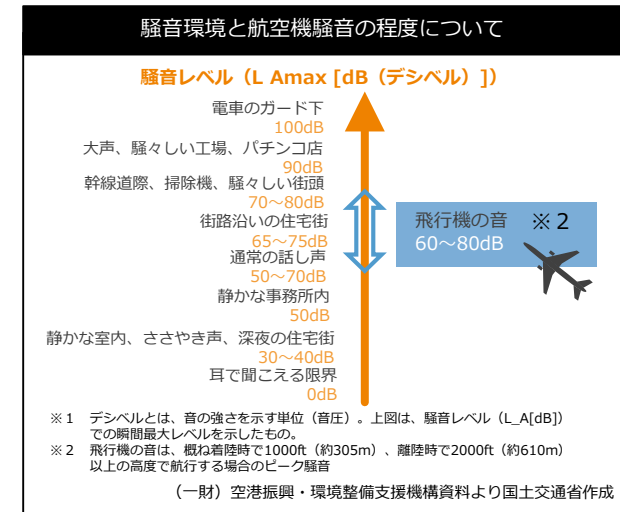 騒音環境と航空機騒音の程度について
騒音レベル（L Amax [dB（デシベル）]）
電車のガード下
100dB
大声、騒々しい工場、パチンコ店
90dB
幹線道際、掃除機、騒々しい街頭
70～80dB
街路沿いの住宅街
65～75dB
通常の話し声
50～70dB
静かな事務所内
50dB
静かな室内、ささやき声、深夜の住宅街
30～40dB
耳で聞こえる限界
0dB
飛行機の音　※２
60～80dB
※１　デシベルとは、音の強さを示す単位（音圧）。上図は、騒音レベル（L_A[dB]）
での瞬間最大レベルを示したもの。
※２　飛行機の音は、概ね着陸時で1000ft（約305m）、離陸時で2000ft（約610m）
以上の高度で航行する場合のピーク騒音
（一財）空港振興・環境整備支援機構資料より国土交通省作成